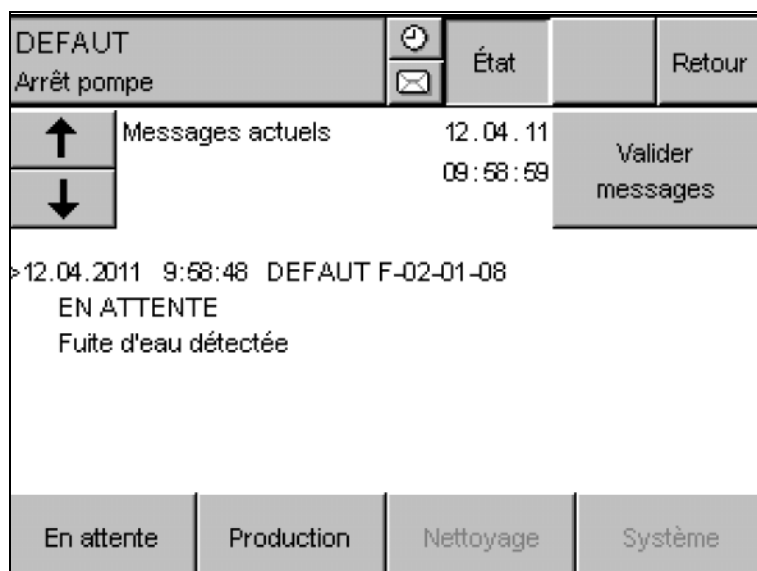 DEFAUT
Arrêt pompe
État
Retour
Messages actuels
12.04.11
09:58:59
Valider
messages
>12.04.2011 9:58:48 DEFAUT F-02-01-08
EN ATTENTE
Fuite d'eau détectée
En attente
Production
Nettoyage
Système